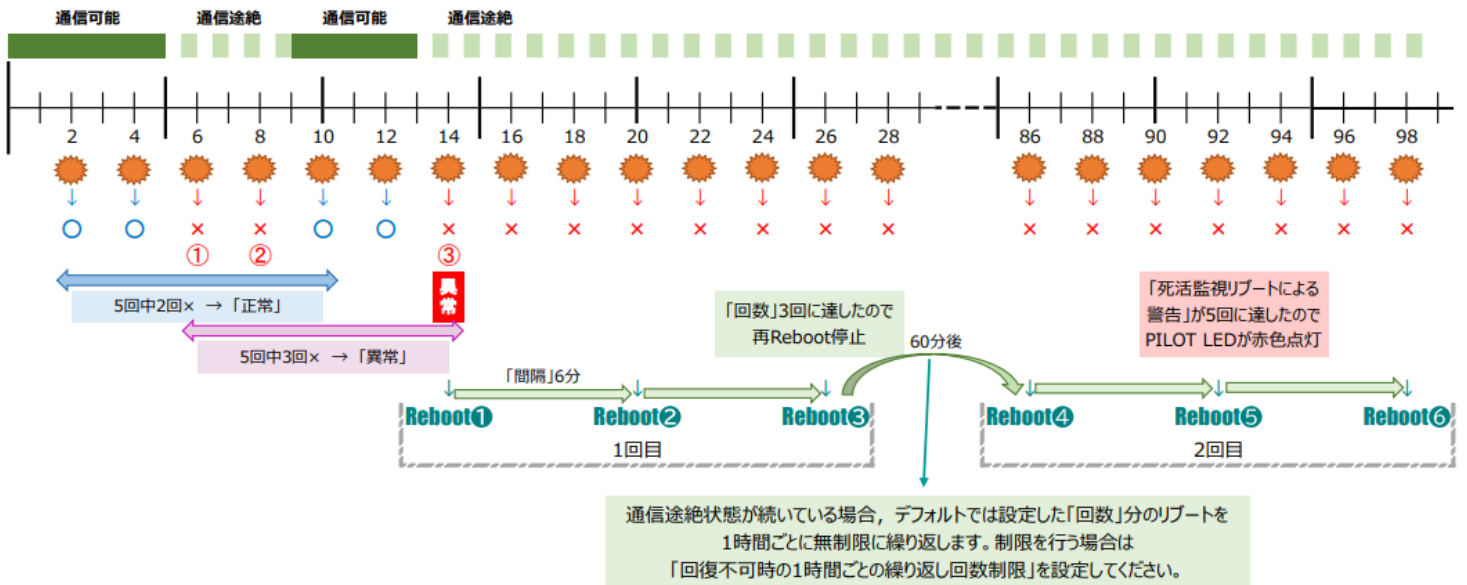 通信可能 通信途絶 通信可能 通信途絶
2 4 6 8 10 12 14 16 18 20 22 24 26 28 86 88 90 92 94 96 98
↓ ↓ ↓ ↓ ↓ ↓ ↓ ↓ ↓ ↓ ↓ ↓ ↓ ↓ ↓ ↓ ↓ ↓ ↓ ↓ ↓
○ ○ × × ○ ○ × × × × × × × × × × × × × × ×
① ② ③
異常
5回中2回× → 「正常」
5回中3回× → 「異常」
「回数」3回に達したので
再Reboot停止
60分後
「死活監視リブートによる
警告」が5回に達したので
PILOT LEDが赤色点灯
「間隔」6分
↓ ↓ ↓ ↓ ↓ ↓
Reboot❶ Reboot❷ Reboot❸ Reboot❹ Reboot❺ Reboot❻
1回目 2回目
通信途絶状態が続いている場合，デフォルトでは設定した「回数」分のリブートを
1時間ごとに無制限に繰り返します。制限を行う場合は
「回復不可時の1時間ごとの繰り返し回数制限」を設定してください。